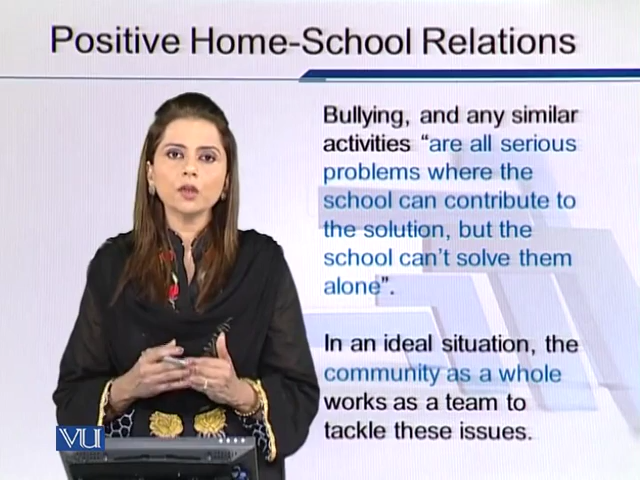 Positive Home-School Relations
Bullying, and any similar
activities “are all serious
problems where the
school can contribute to
the solution, but the
school can’t solve them
alone”.
In an ideal situation, the
community as a whole
works as a team to
tackle these issues.
VU